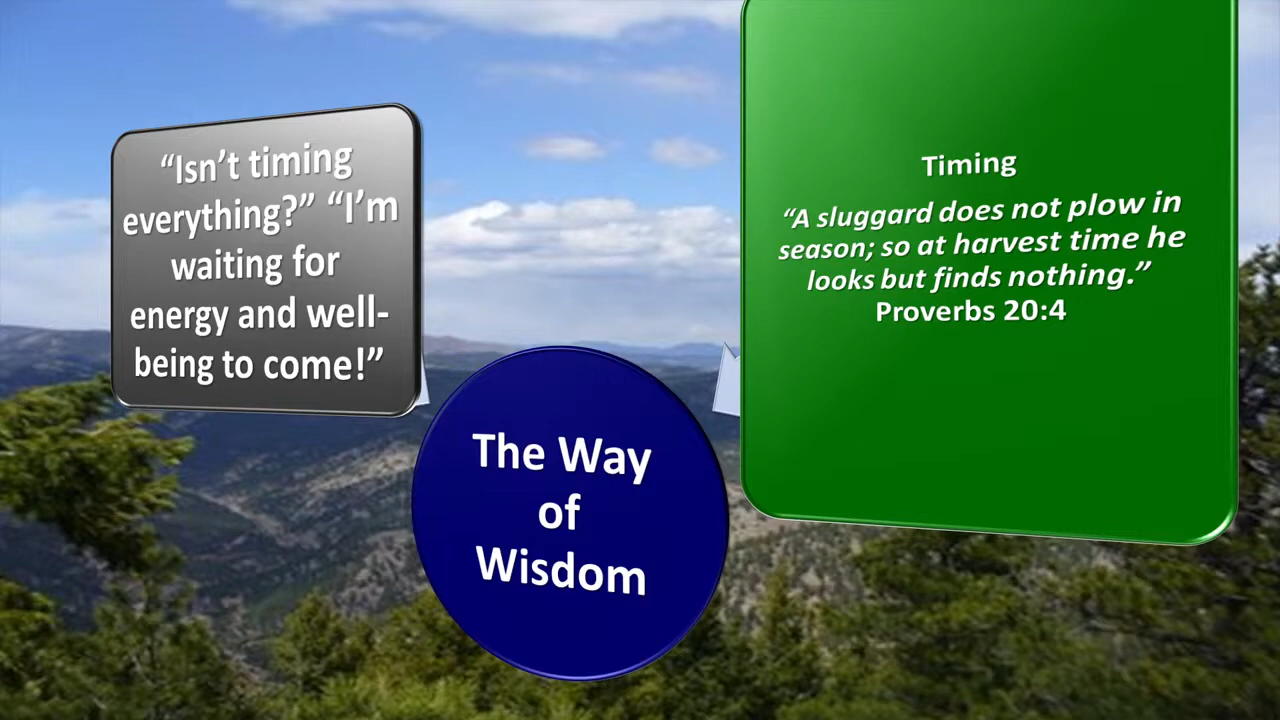 “Isn’t timing
everything?” “I’m
waiting for
energy and well-
being to come!”
Timing
“A sluggard does not plow in
season; so at harvest time he
looks but finds nothing.”
Proverbs 20:4
The Way
of
Wisdom